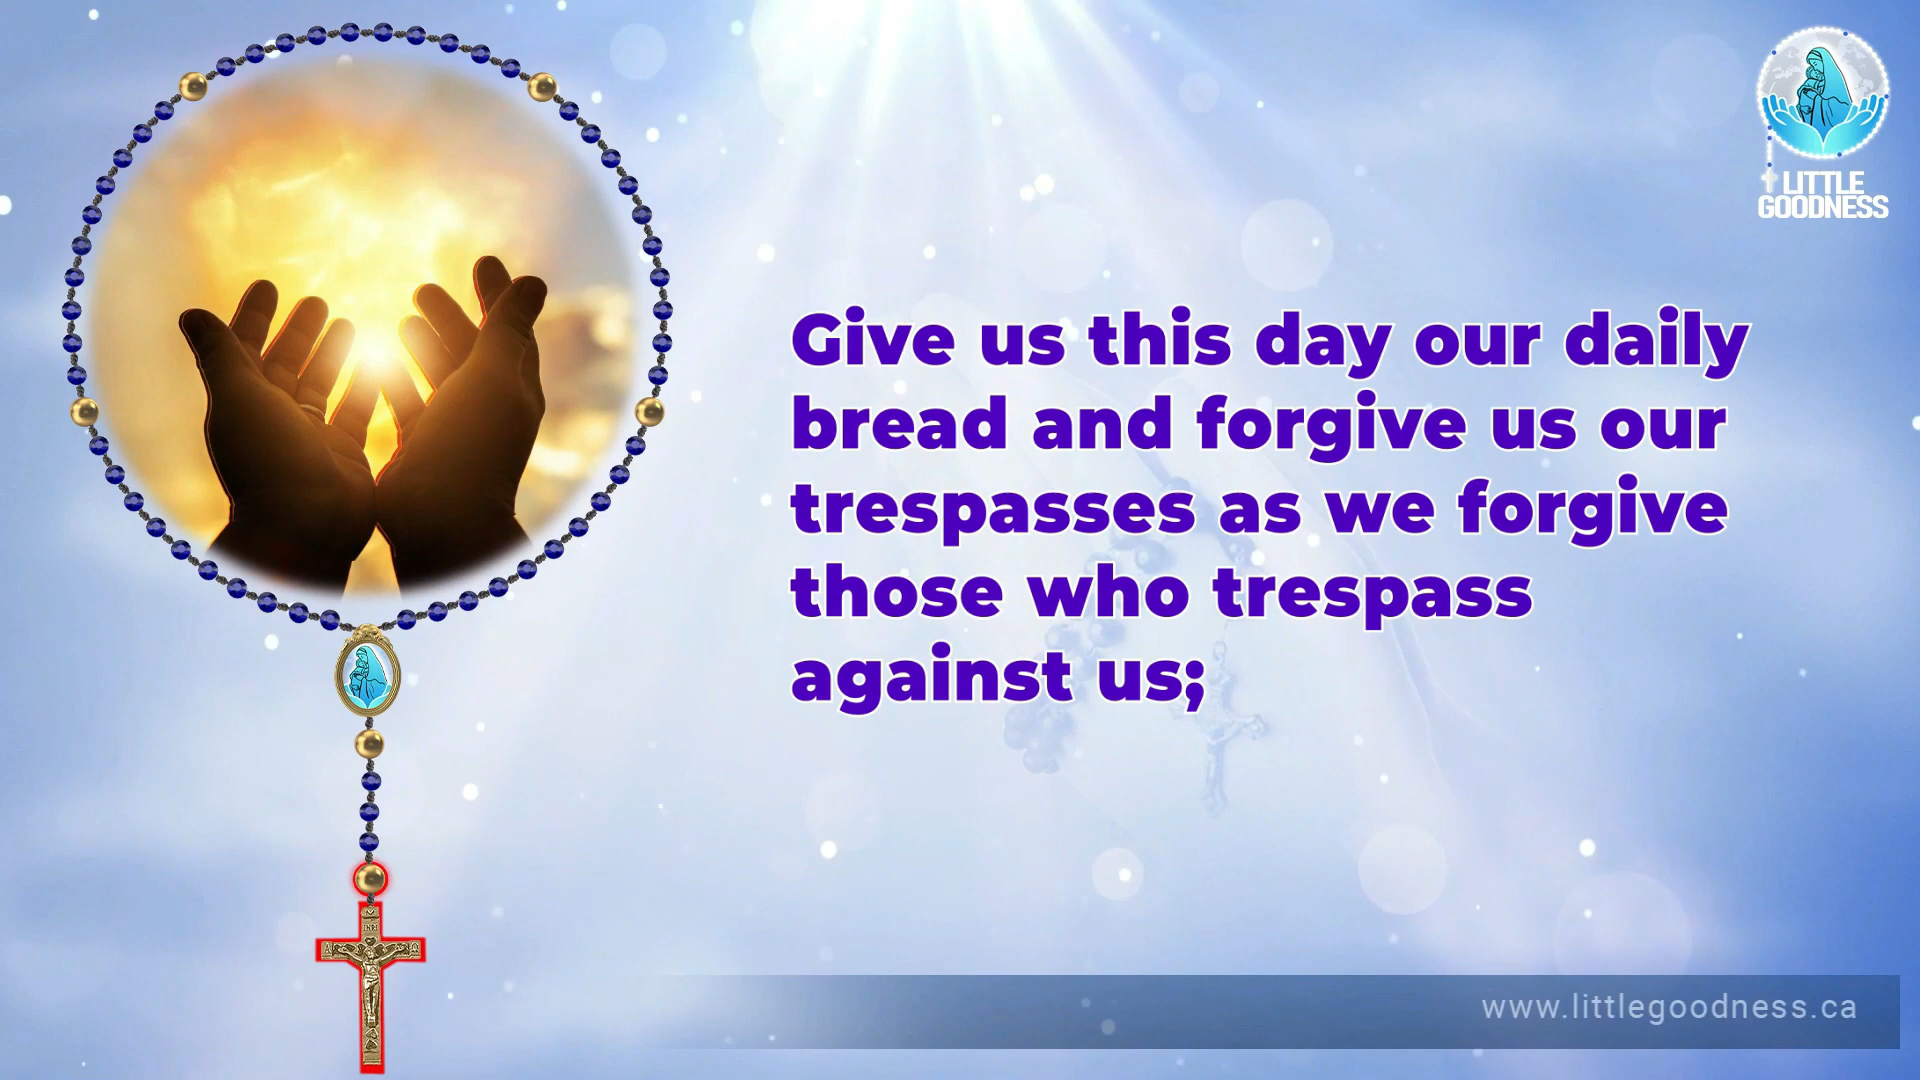 LITTLE
GOODNESS
Give us this day our daily
bread and forgive us our
trespasses as we forgive
those who trespass
against us;
INRI
www.littlegoodness.ca